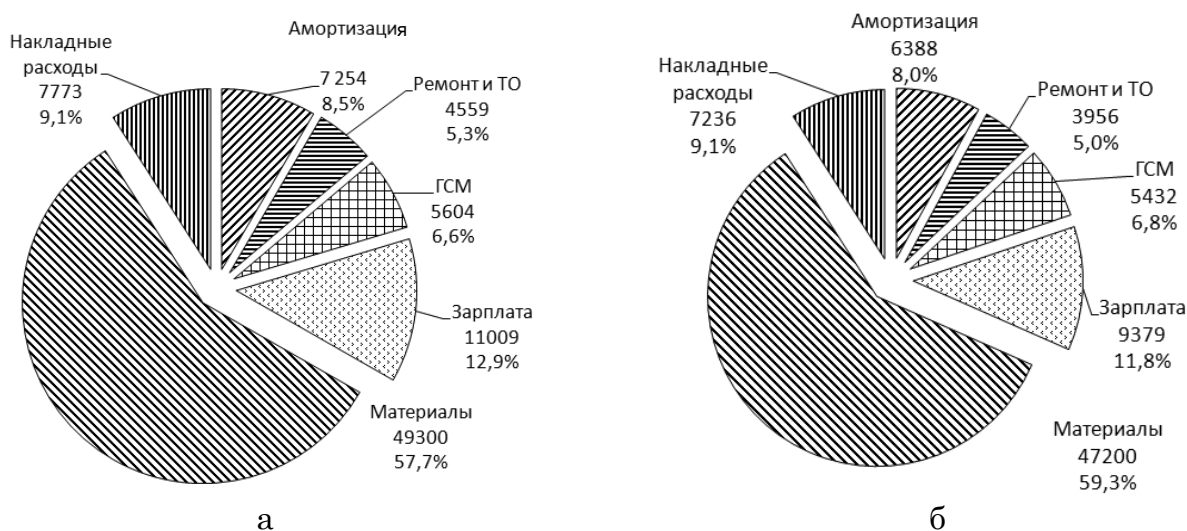 Амортизация
7 254
8,5%
Накладные
расходы
7773
9,1%
Ремонт и ТО
4559
5,3%
ГСМ
5604
6,6%
Зарплата
11009
12,9%
Материалы
49300
57,7%
а
Амортизация
6388
8,0%
Накладные
расходы
7236
9,1%
Ремонт и ТО
3956
5,0%
ГСМ
5432
6,8%
Зарплата
9379
11,8%
Материалы
47200
59,3%
б